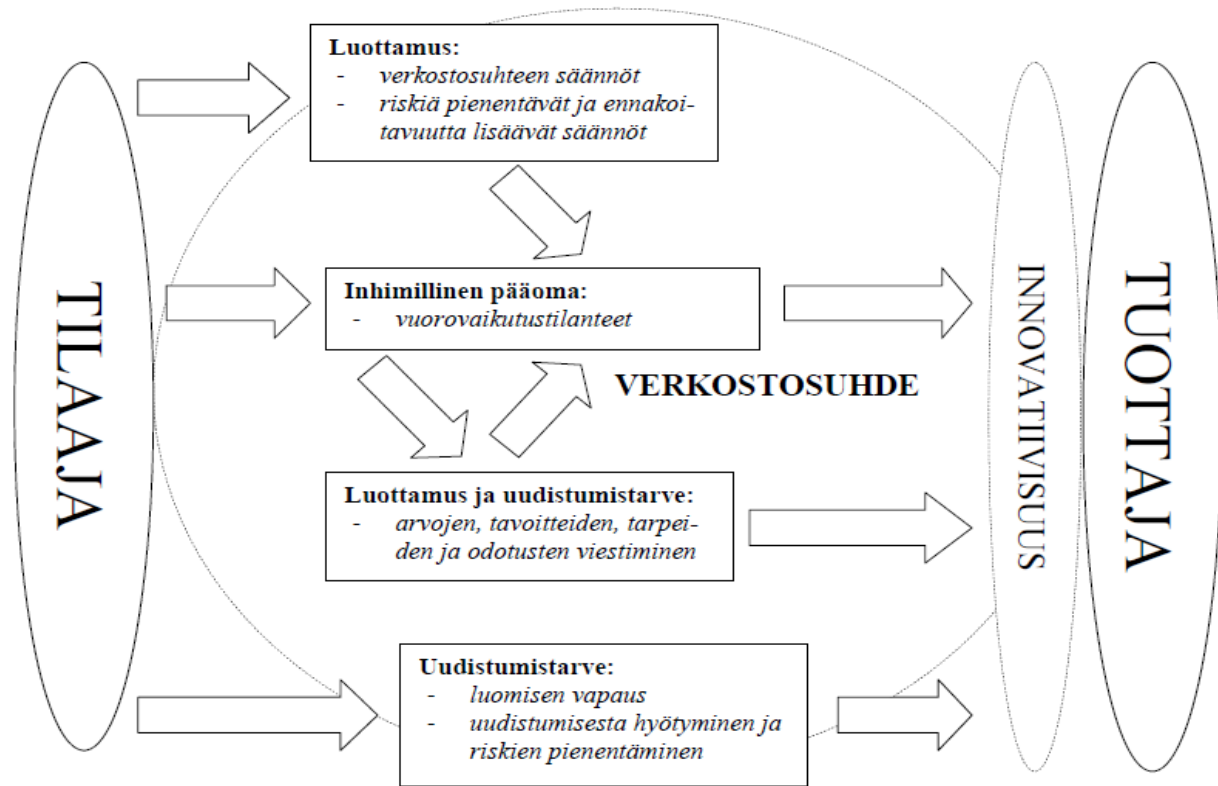 TILAAJA
Luottamus:
- verkostosuhteen säännöt
- riskiä pienentävät ja ennakoi-
tavuutta lisäävät säännöt
Inhimillinen pääoma:
- vuorovaikutustilanteet
VERKOSTOSUHDE
Luottamus ja uudistumistarve:
- arvojen, tavoitteiden, tarpei-
den ja odotusten viestiminen
Uudistumistarve:
- luomisen vapaus
- uudistumisesta hyötyminen ja
riskien pienentäminen
INNOVATIIVISUUS
TUOTTAJA